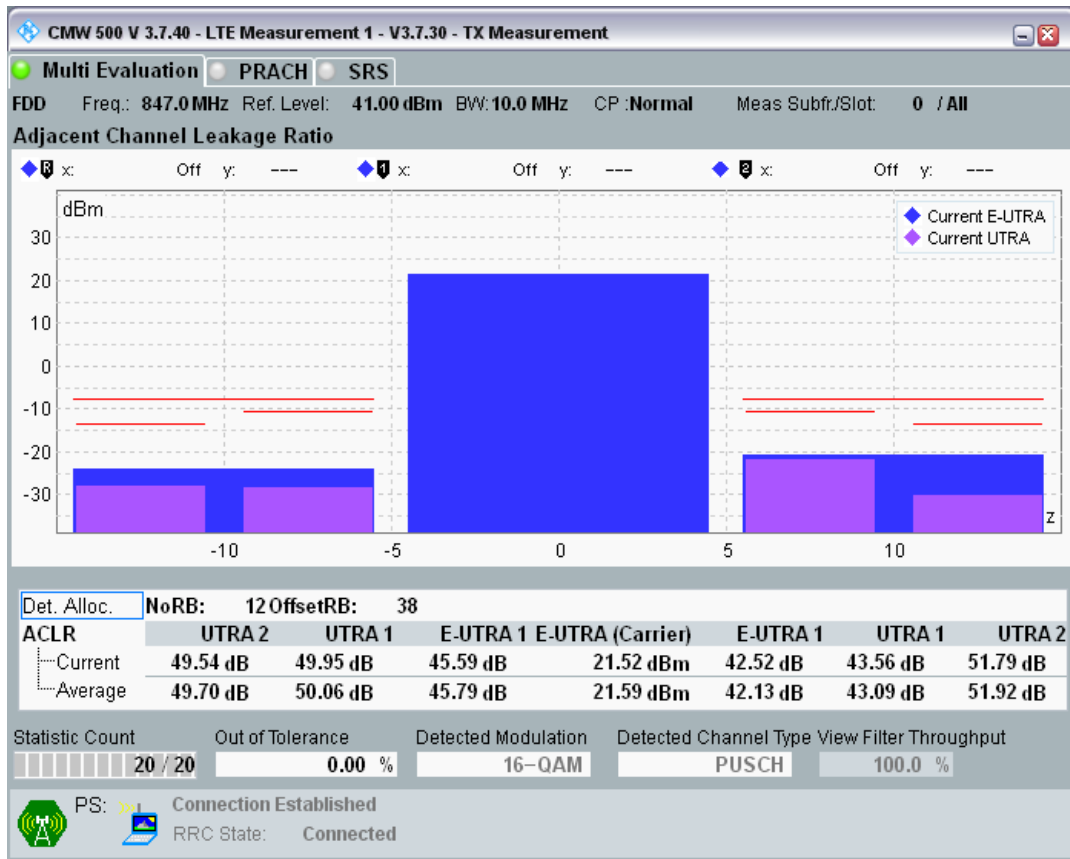 CMW 500 V 3.7.40 - LTE Measurement 1 - V3.7.30 - TX Measurement
Multi Evaluation PRACH SRS
FDD Freq.: 847.0 MHz Ref. Level: 41.00 dBm BW: 10.0 MHz CP :Normal Meas Subfr./Slot: 0 / All
Adjacent Channel Leakage Ratio
R x: Off y: --- 1 x: Off y: --- 2 x: Off y: ---
dBm
Current E-UTRA
Current UTRA
30
20
10
0
-10
-20
-30
z
-10 -5 0 5 10
Det. Alloc. NoRB: 12 OffsetRB: 38
ACLR UTRA 2 UTRA 1 E-UTRA 1 E-UTRA (Carrier) E-UTRA 1 UTRA 1 UTRA 2
Current 49.54 dB 49.95 dB 45.59 dB 21.52 dBm 42.52 dB 43.56 dB 51.79 dB
Average 49.70 dB 50.06 dB 45.79 dB 21.59 dBm 42.13 dB 43.09 dB 51.92 dB
Statistic Count Out of Tolerance Detected Modulation Detected Channel Type View Filter Throughput
20 / 20 0.00 % 16-QAM PUSCH 100.0 %
PS: Connection Established
RRC State: Connected